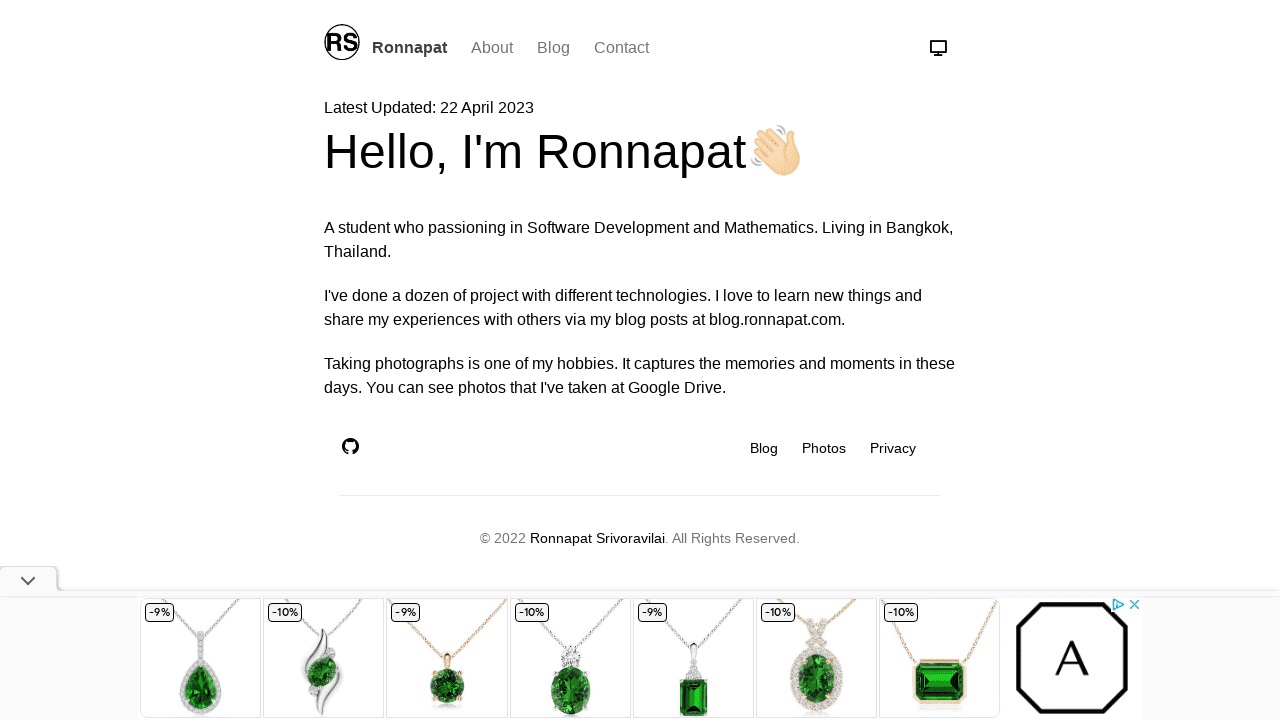 RS Ronnapat About Blog Contact
Latest Updated: 22 April 2023
Hello, I'm Ronnapat👋🏻
A student who passioning in Software Development and Mathematics. Living in Bangkok,
Thailand.
I've done a dozen of project with different technologies. I love to learn new things and
share my experiences with others via my blog posts at blog.ronnapat.com.
Taking photographs is one of my hobbies. It captures the memories and moments in these
days. You can see photos that I've taken at Google Drive.
Blog Photos Privacy
© 2022 Ronnapat Srivoravilai. All Rights Reserved.
-9% -10% -9% -10% -9% -10% -10%
A